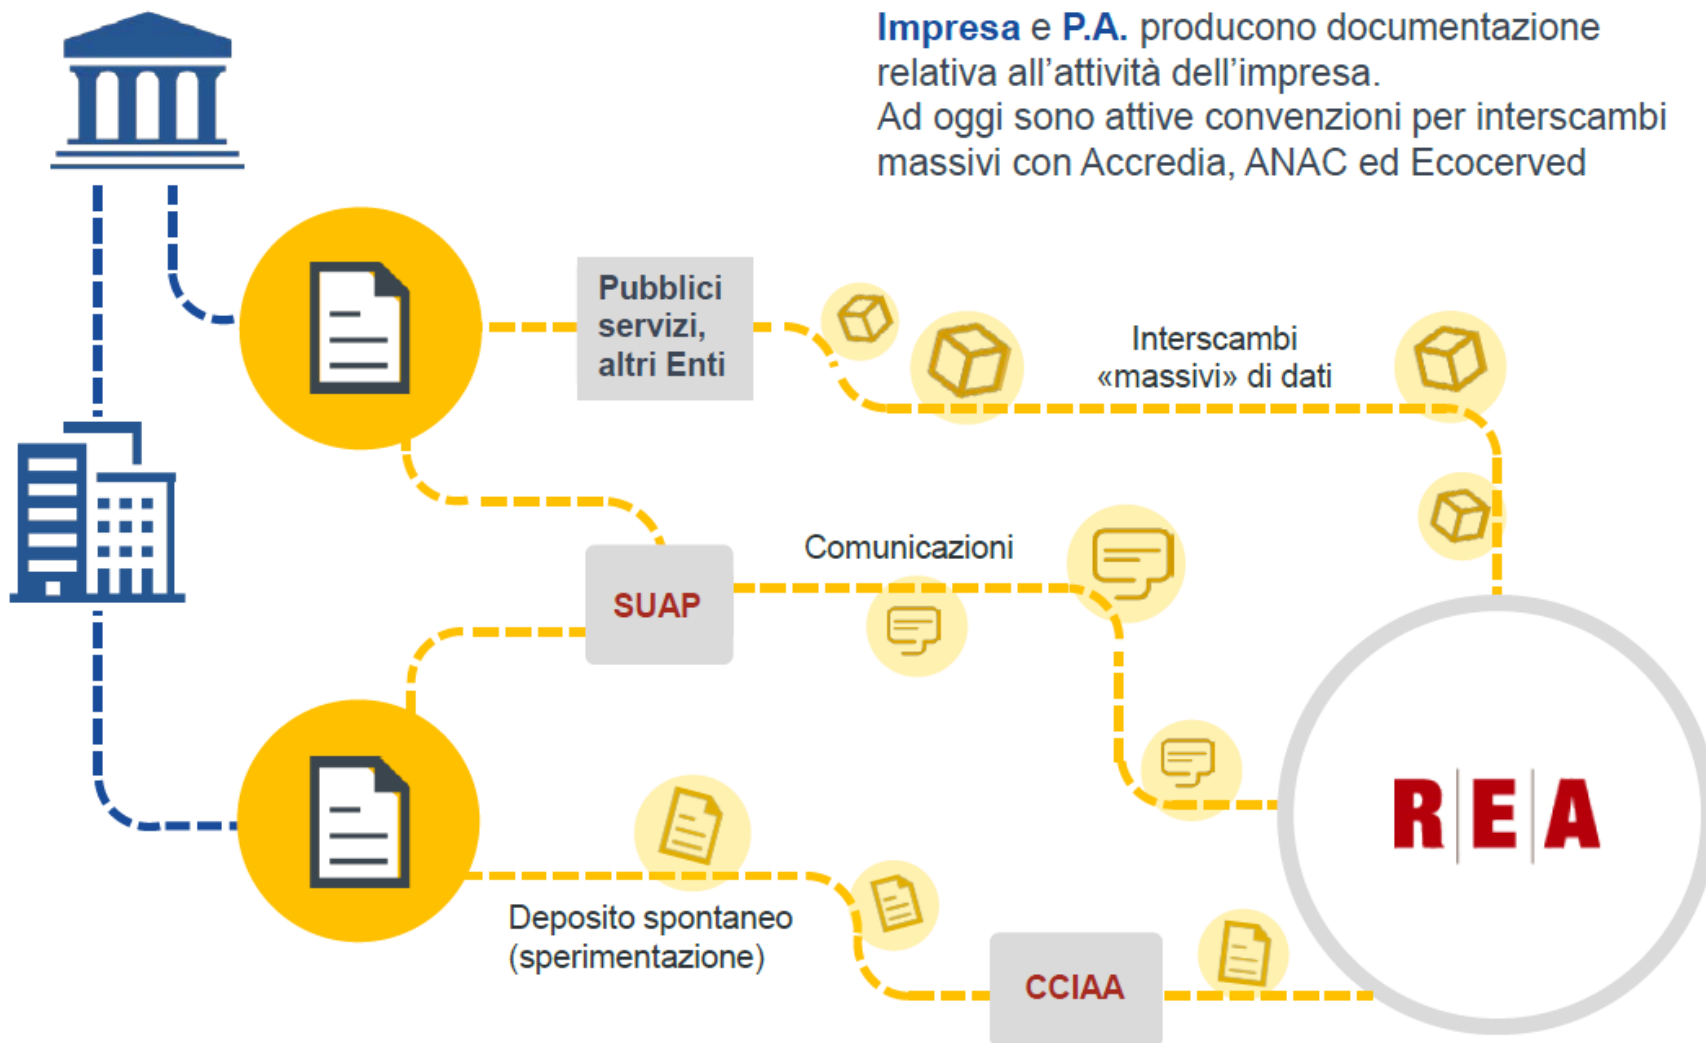 Impresa e P.A. producono documentazione
relativa all'attività dell'impresa.
Ad oggi sono attive convenzioni per interscambi
massivi con Accredia, ANAC ed Ecocerved
Pubblici
servizi,
altri Enti
Interscambi
«massivi» di dati
Comunicazioni
SUAP
R|E|A
Deposito spontaneo
(sperimentazione)
CCIAA